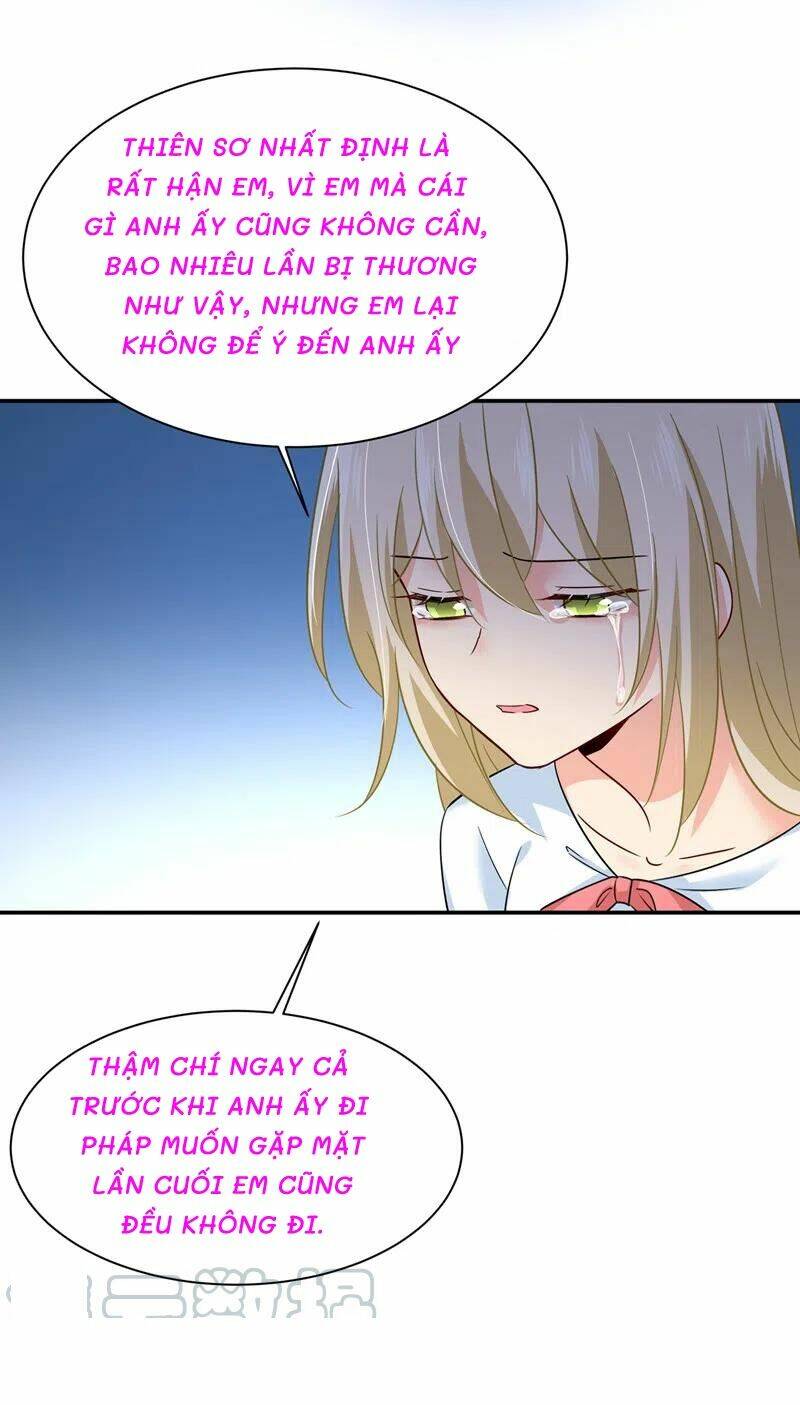 THIÊN SƠ NHẤT ĐỊNH LÀ
RẤT HẬN EM, VÌ EM MÀ CÁI
GÌ ANH ẤY CŨNG KHÔNG CẦN,
BAO NHIÊU LẦN BỊ THƯƠNG
NHƯ VẬY, NHƯNG EM LẠI
KHÔNG ĐỂ Ý ĐẾN ANH ẤY
THẬM CHÍ NGAY CẢ
TRƯỚC KHI ANH ẤY ĐI
PHÁP MUỐN GẶP MẶT
LẦN CUỐI EM CŨNG
ĐỀU KHÔNG ĐI.